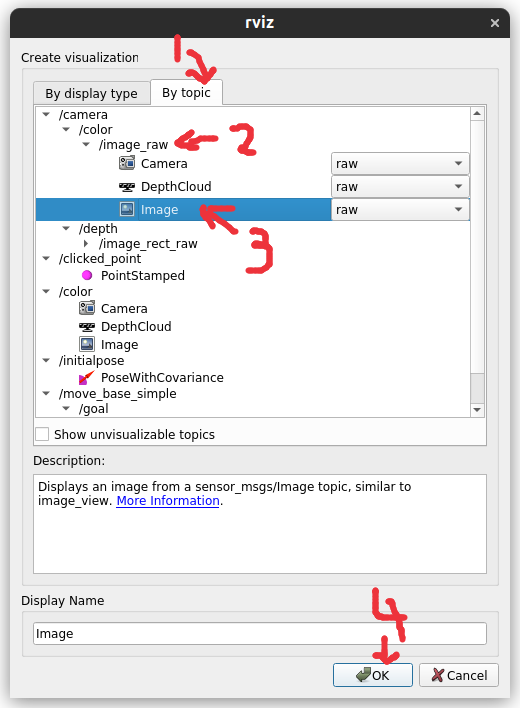 rviz
Create visualization
1
By display type By topic
/camera
/color
/image_raw 2
Camera raw
DepthCloud raw
Image raw
/depth 3
/image_rect_raw
/clicked_point
PointStamped
/color
Camera
DepthCloud
Image
/initialpose
PoseWithCovariance
/move_base_simple
/goal
Show unvisualizable topics
Description:
Displays an image from a sensor_msgs/Image topic, similar to
image_view. More Information.
4
Display Name
Image
OK Cancel